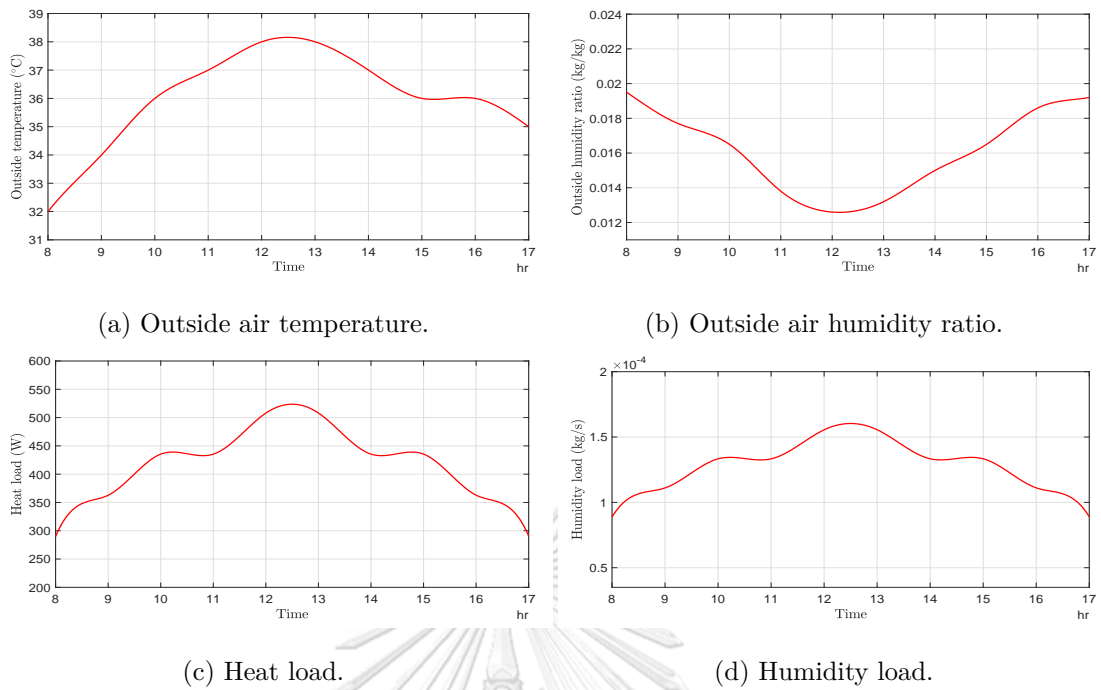 39
38
37
36
35
34
33
32
31
Outside temperature (°C)
8 9 10 11 12 13 14 15 16 17
Time
hr
0.024
0.022
0.02
0.018
0.016
0.014
0.012
Outside humidity ratio (kg/kg)
8 9 10 11 12 13 14 15 16 17
Time
hr
(a) Outside air temperature.
(b) Outside air humidity ratio.
600
550
500
450
400
350
300
250
200
Heat load (W)
8 9 10 11 12 13 14 15 16 17
Time
hr
×10⁻⁴
2
1.5
1
0.5
Humidity load (kg/s)
8 9 10 11 12 13 14 15 16 17
Time
hr
(c) Heat load.
(d) Humidity load.